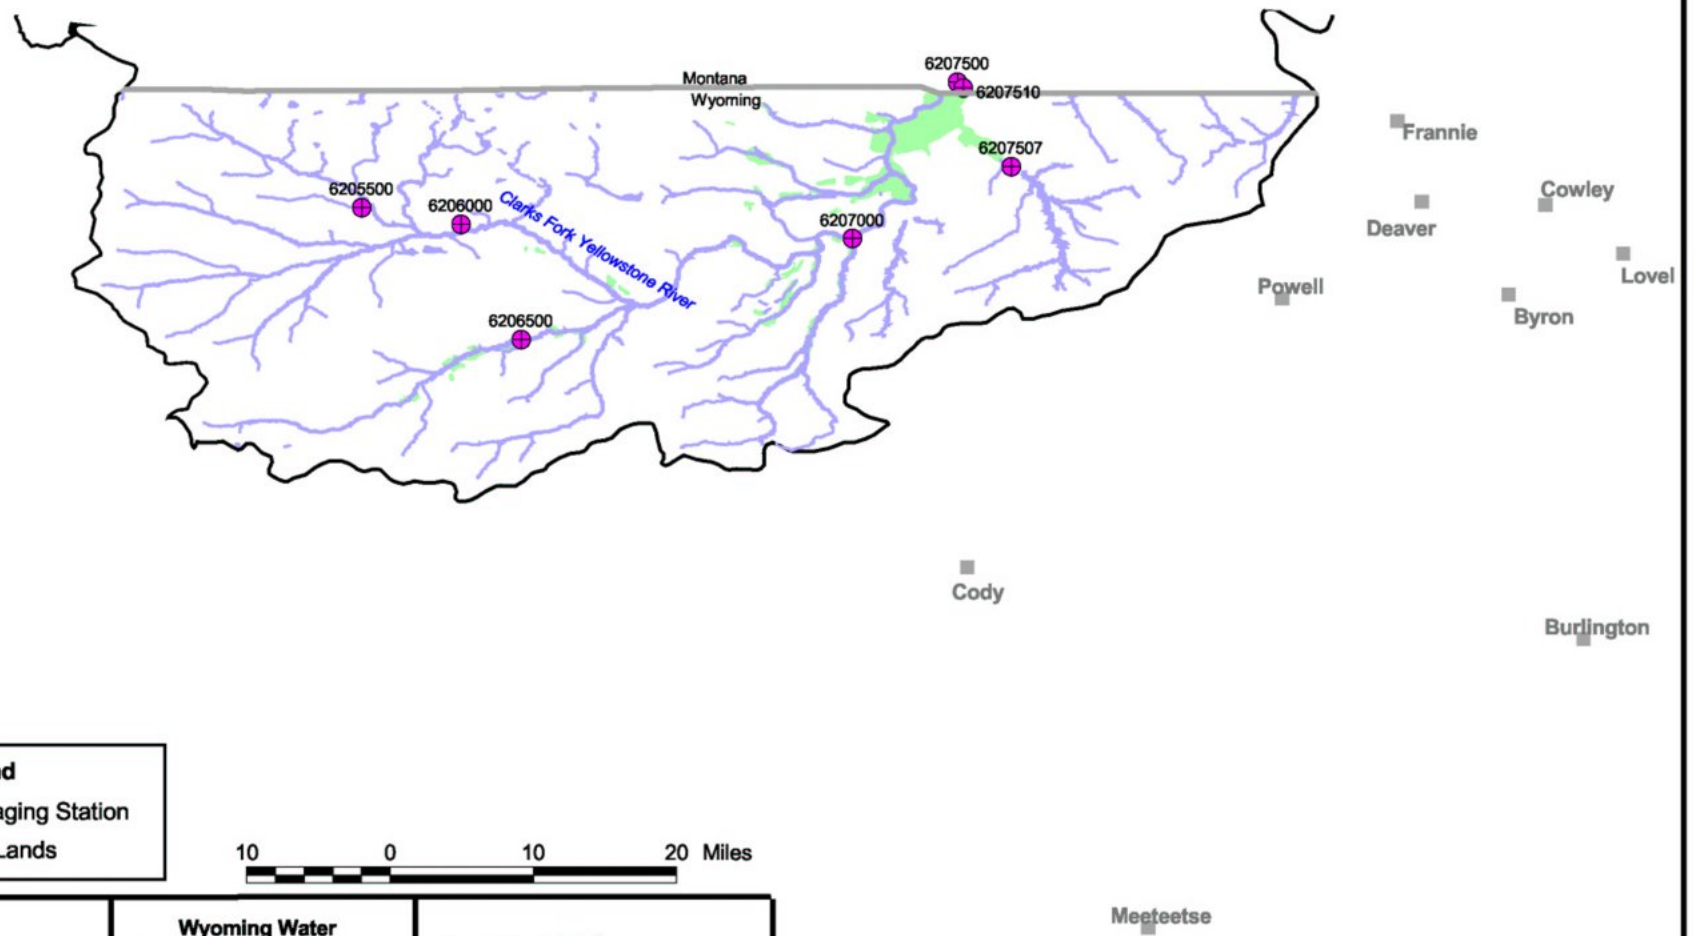 6207500
Montana
Wyoming
6207510
Frannie
6207507
6205500
6206000
Clarks Fork Yellowstone River
6207000
Cowley
Deaver
Lovel
Powell
Byron
6206500
Cody
Burlington
d
aging Station
Lands
10 0 10 20 Miles
Meeteetse
Wyoming Water